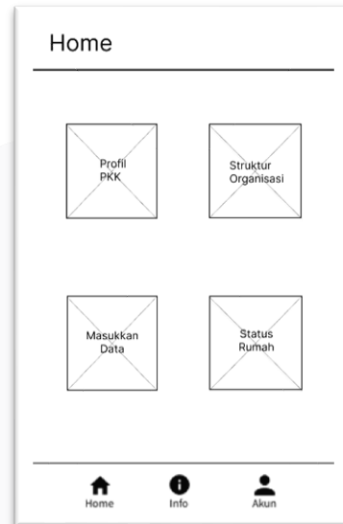 Home
Profil
PKK
Struktur
Organisasi
Masukkan
Data
Status
Rumah
Home
Info
Akun